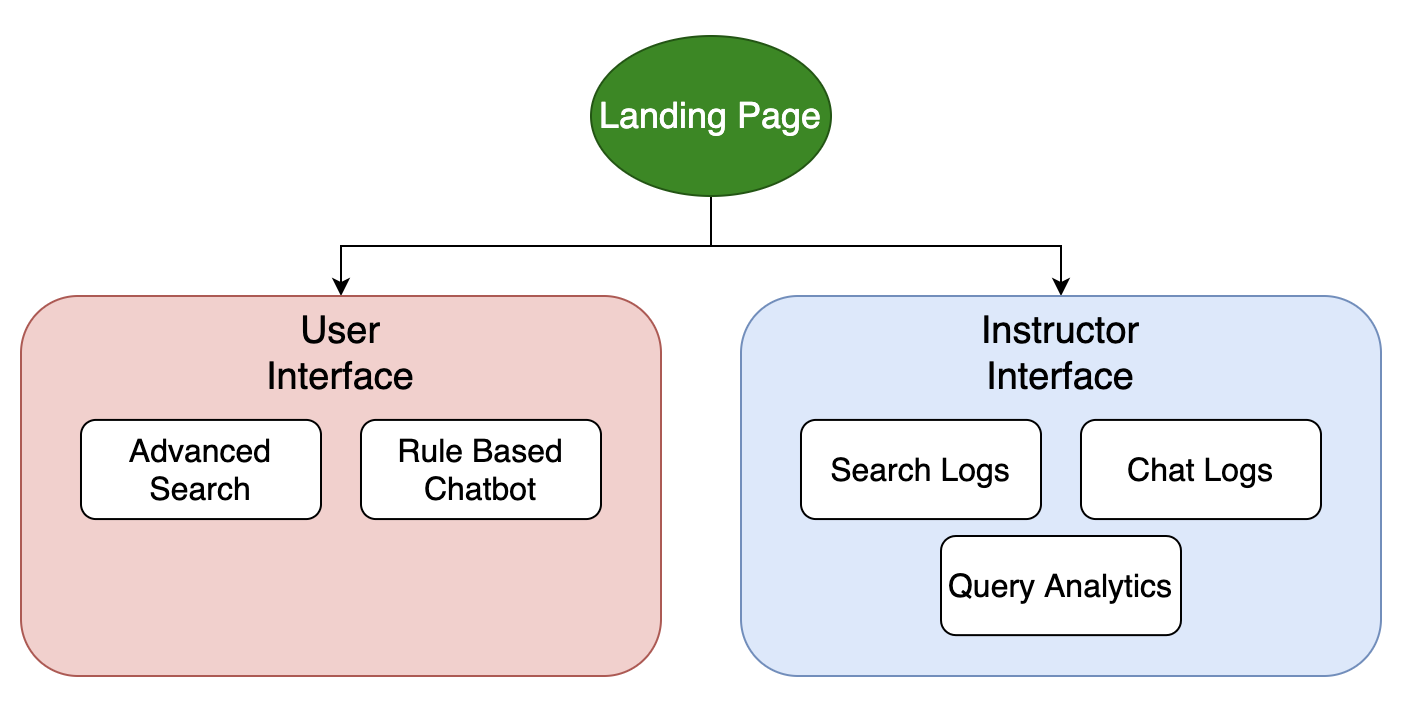 Landing Page
User
Interface
Instructor
Interface
Advanced
Search
Rule Based
Chatbot
Search Logs
Chat Logs
Query Analytics